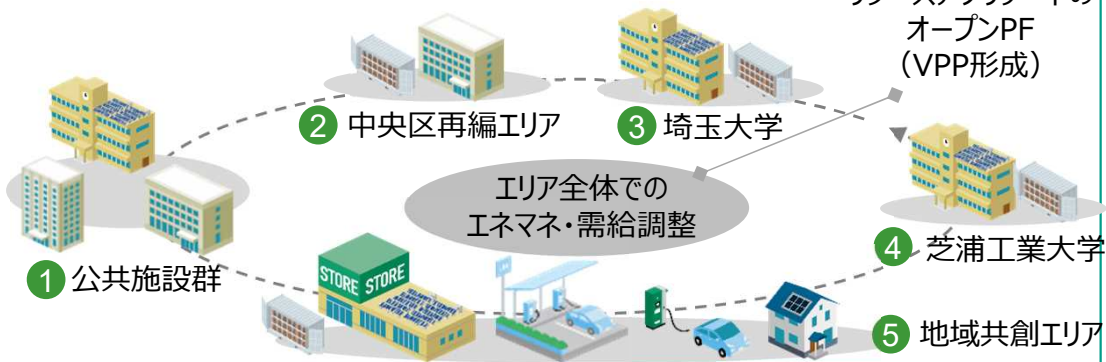 オープンPF
（VPP形成）
2 中央区再編エリア
3 埼玉大学
エリア全体での
エネマネ・需給調整
1 公共施設群
4 芝浦工業大学
STORE STORE
5 地域共創エリア